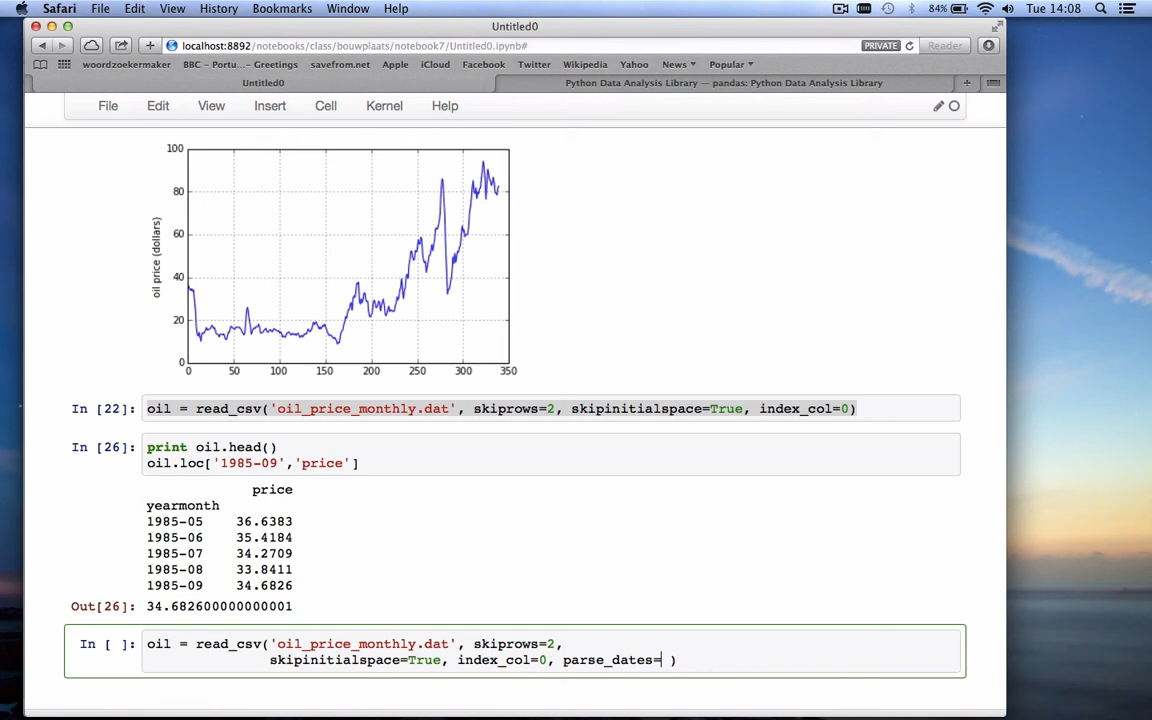 Safari File Edit View History Bookmarks Window Help 84% Tue 14:08
Untitled0
localhost:8892/notebooks/class/bouwplaats/notebook7/Untitled0.ipynb# PRIVATE Reader
woordzoekermaker BBC - Portu...- Greetings savefrom.net Apple iCloud Facebook Twitter Wikipedia Yahoo News Popular
Untitled0 Python Data Analysis Library — pandas: Python Data Analysis Library
File Edit View Insert Cell Kernel Help
100
80
60
40
20
0
oil price (dollars)
0 50 100 150 200 250 300 350
In [22]: oil = read_csv('oil_price_monthly.dat', skiprows=2, skipinitialspace=True, index_col=0)
In [26]: print oil.head()
oil.loc['1985-09','price']
price
yearmonth
1985-05 36.6383
1985-06 35.4184
1985-07 34.2709
1985-08 33.8411
1985-09 34.6826
Out[26]: 34.682600000000001
In [ ]: oil = read_csv('oil_price_monthly.dat', skiprows=2,
skipinitialspace=True, index_col=0, parse_dates= )